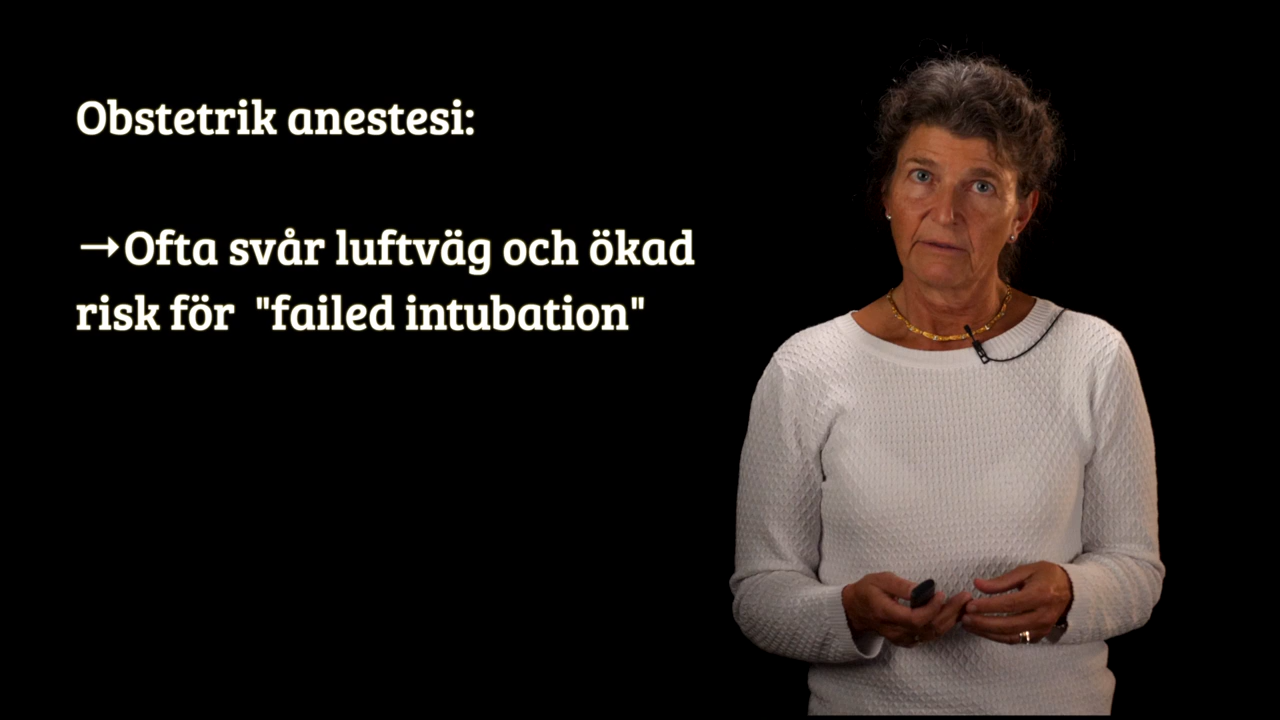 Obstetrik anestesi:
→Ofta svår luftväg och ökad
risk för "failed intubation"